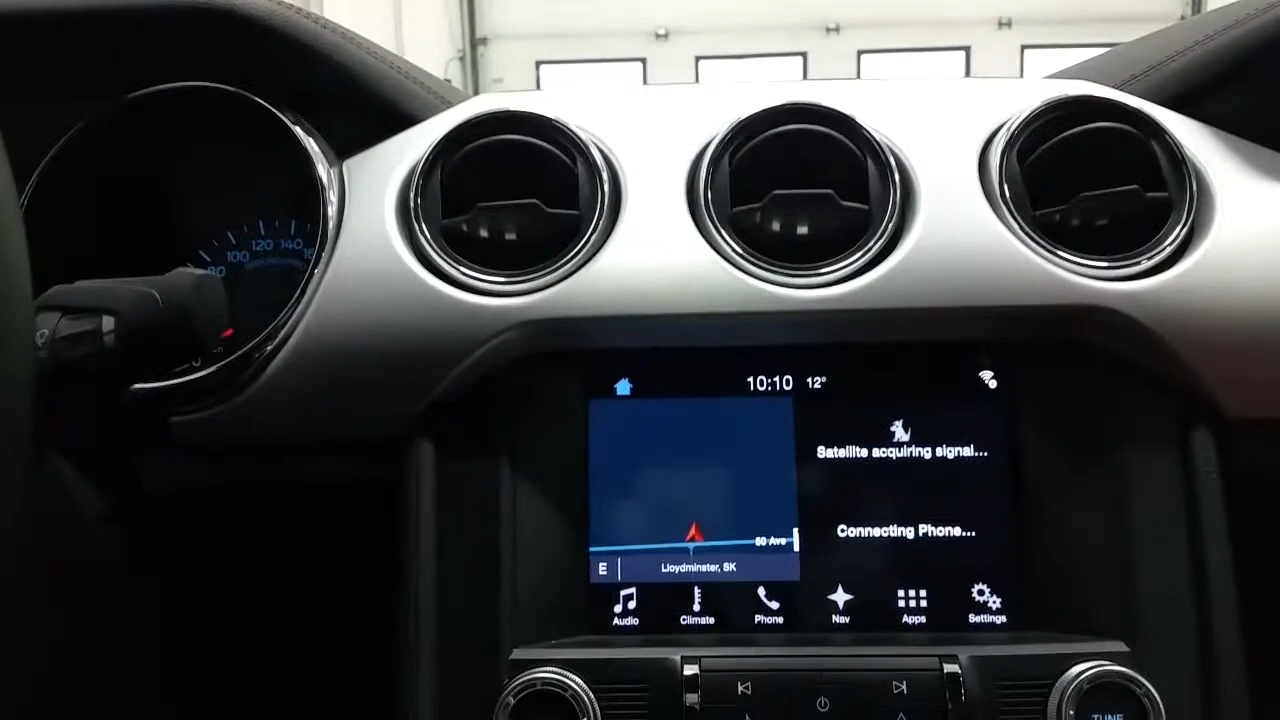 80
100
120
140
10:10 12°
Satellite acquiring signal...
Connecting Phone...
50 Ave
E
Lloydminster, SK
Audio
Climate
Phone
Nav
Apps
Settings
TUNE